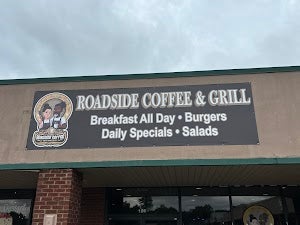 ROADSIDE COFFEE & GRILL
Breakfast All Day • Burgers
Daily Specials • Salads